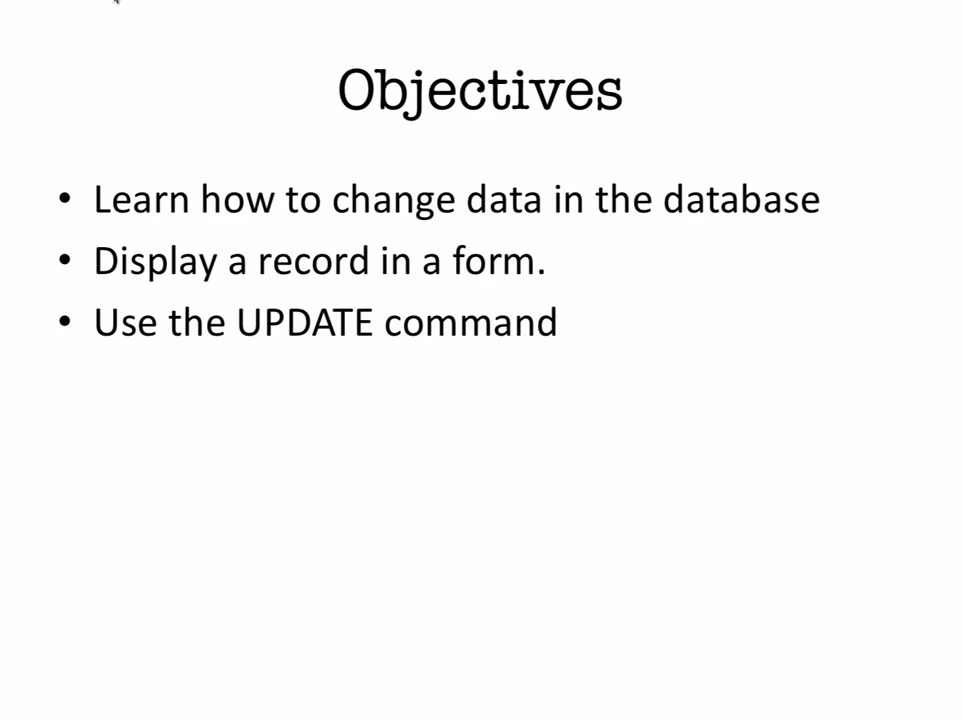 Objectives
• Learn how to change data in the database
• Display a record in a form.
• Use the UPDATE command